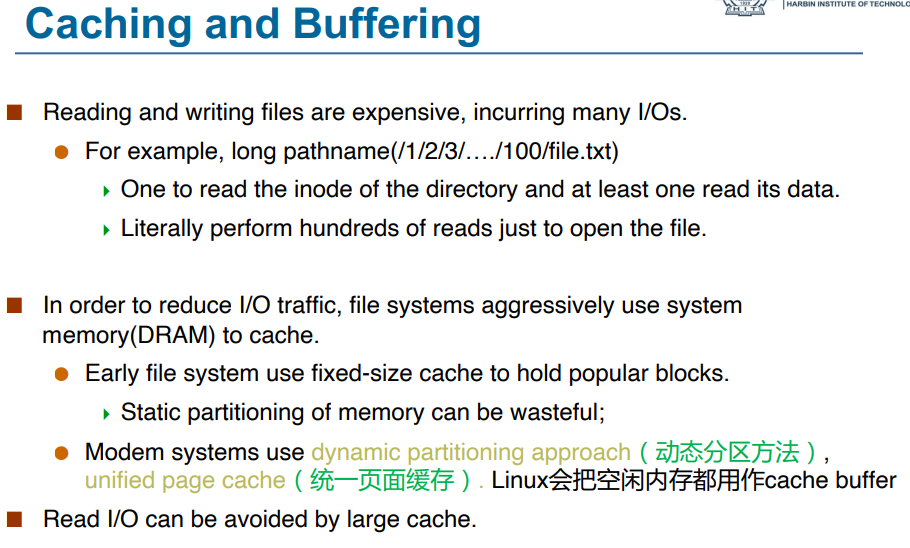 HARBIN INSTITUTE OF TECHNOLO
Caching and Buffering
Reading and writing files are expensive, incurring many I/Os.
For example, long pathname(/1/2/3/…./100/file.txt)
One to read the inode of the directory and at least one read its data.
Literally perform hundreds of reads just to open the file.
In order to reduce I/O traffic, file systems aggressively use system
memory(DRAM) to cache.
Early file system use fixed-size cache to hold popular blocks.
Static partitioning of memory can be wasteful;
Modem systems use dynamic partitioning approach（动态分区方法）,
unified page cache（统一页面缓存）. Linux会把空闲内存都用作cache buffer
Read I/O can be avoided by large cache.